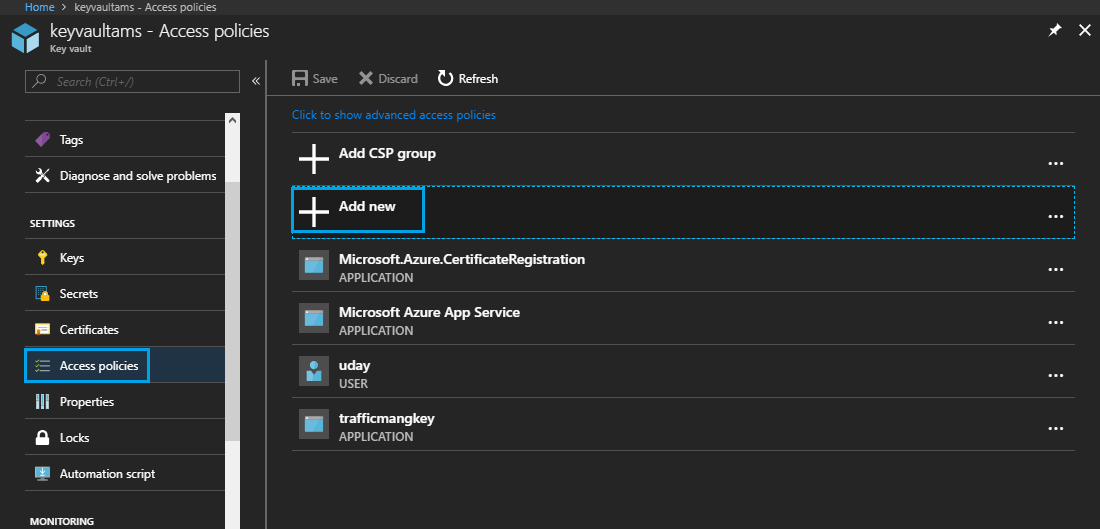 Home > keyvaultams - Access policies
keyvaultams - Access policies
Key vault
Search (Ctrl+/)
«
Tags
Diagnose and solve problems
SETTINGS
Keys
Secrets
Certificates
Access policies
Properties
Locks
Automation script
MONITORING
Save Discard Refresh
Click to show advanced access policies
Add CSP group
...
Add new
...
Microsoft.Azure.CertificateRegistration
APPLICATION
...
Microsoft Azure App Service
APPLICATION
...
uday
USER
...
trafficmangkey
APPLICATION
...